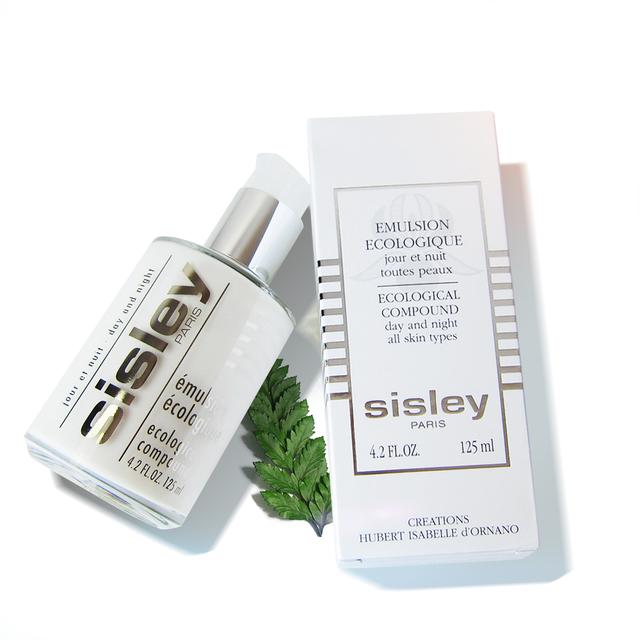 jour et nuit . day and night
sisley
PARIS
émulsion
écologique
ecological
compound
4.2 FL.OZ. 125 ml
EMULSION
ECOLOGIQUE
jour et nuit
toutes peaux
ECOLOGICAL
COMPOUND
day and night
all skin types
sisley
PARIS
4.2 FL.OZ. 125 ml
CREATIONS
HUBERT ISABELLE d'ORNANO